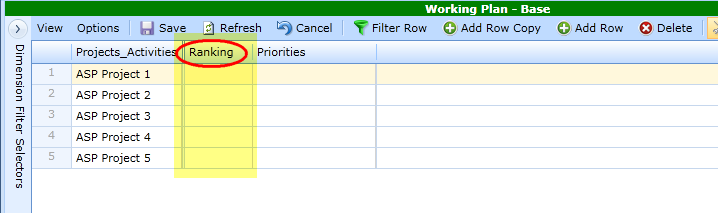 Working Plan - Base
View Options Save Refresh Cancel Filter Row Add Row Copy Add Row Delete
Projects_Activities Ranking Priorities
1 ASP Project 1
2 ASP Project 2
3 ASP Project 3
4 ASP Project 4
5 ASP Project 5
Dimension Filter Selectors